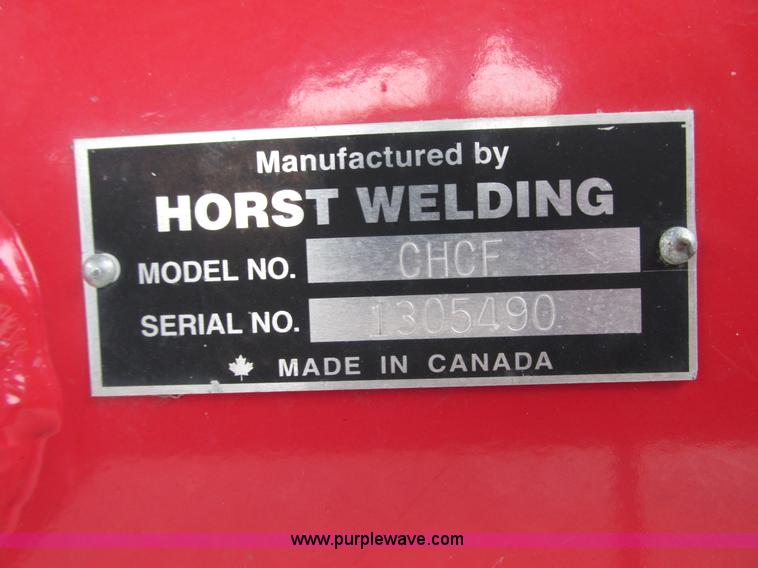 Manufactured by
HORST WELDING
MODEL NO. CHCF
SERIAL NO. 1305490
MADE IN CANADA
www.purplewave.com